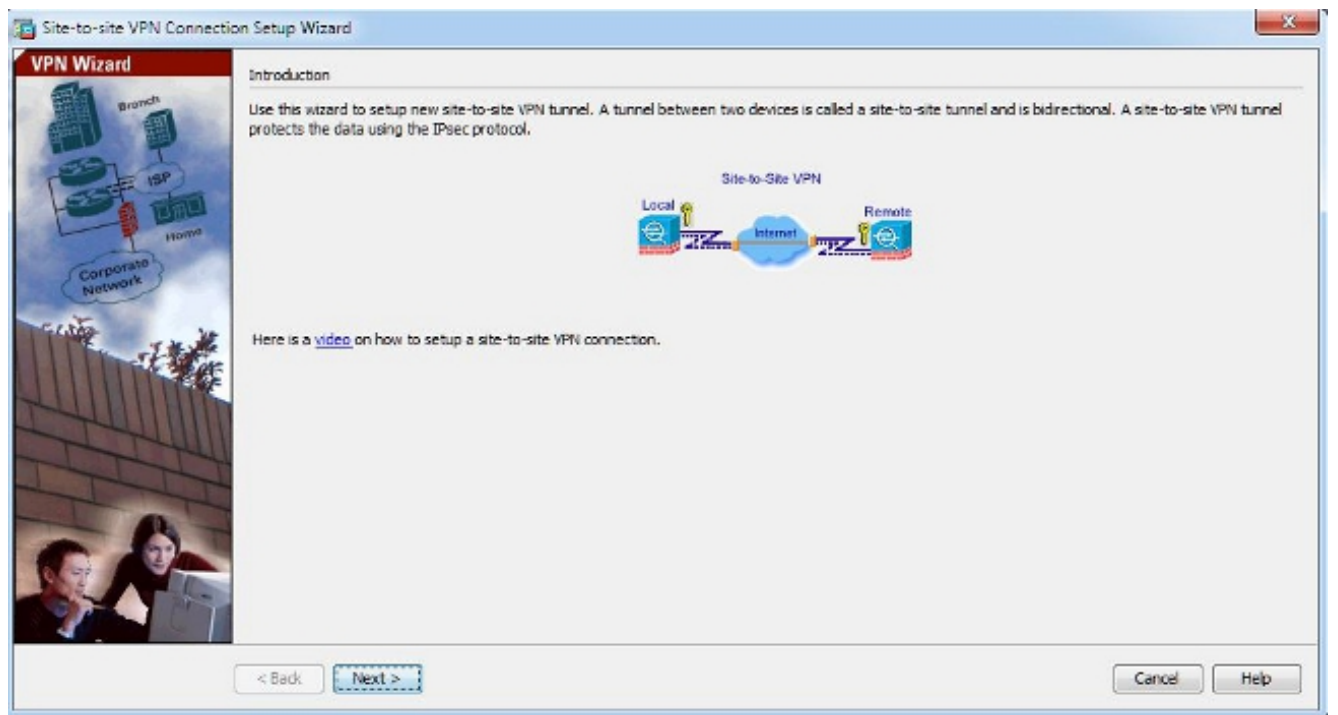 Site-to-site VPN Connection Setup Wizard
VPN Wizard
Branch
ISP
Home
Corporate
Network
Introduction
Use this wizard to setup new site-to-site VPN tunnel. A tunnel between two devices is called a site-to-site tunnel and is bidirectional. A site-to-site VPN tunnel
protects the data using the IPsec protocol.
Site-to-Site VPN
Local
Remote
Internet
Here is a video on how to setup a site-to-site VPN connection.
< Back
Next >
Cancel
Help